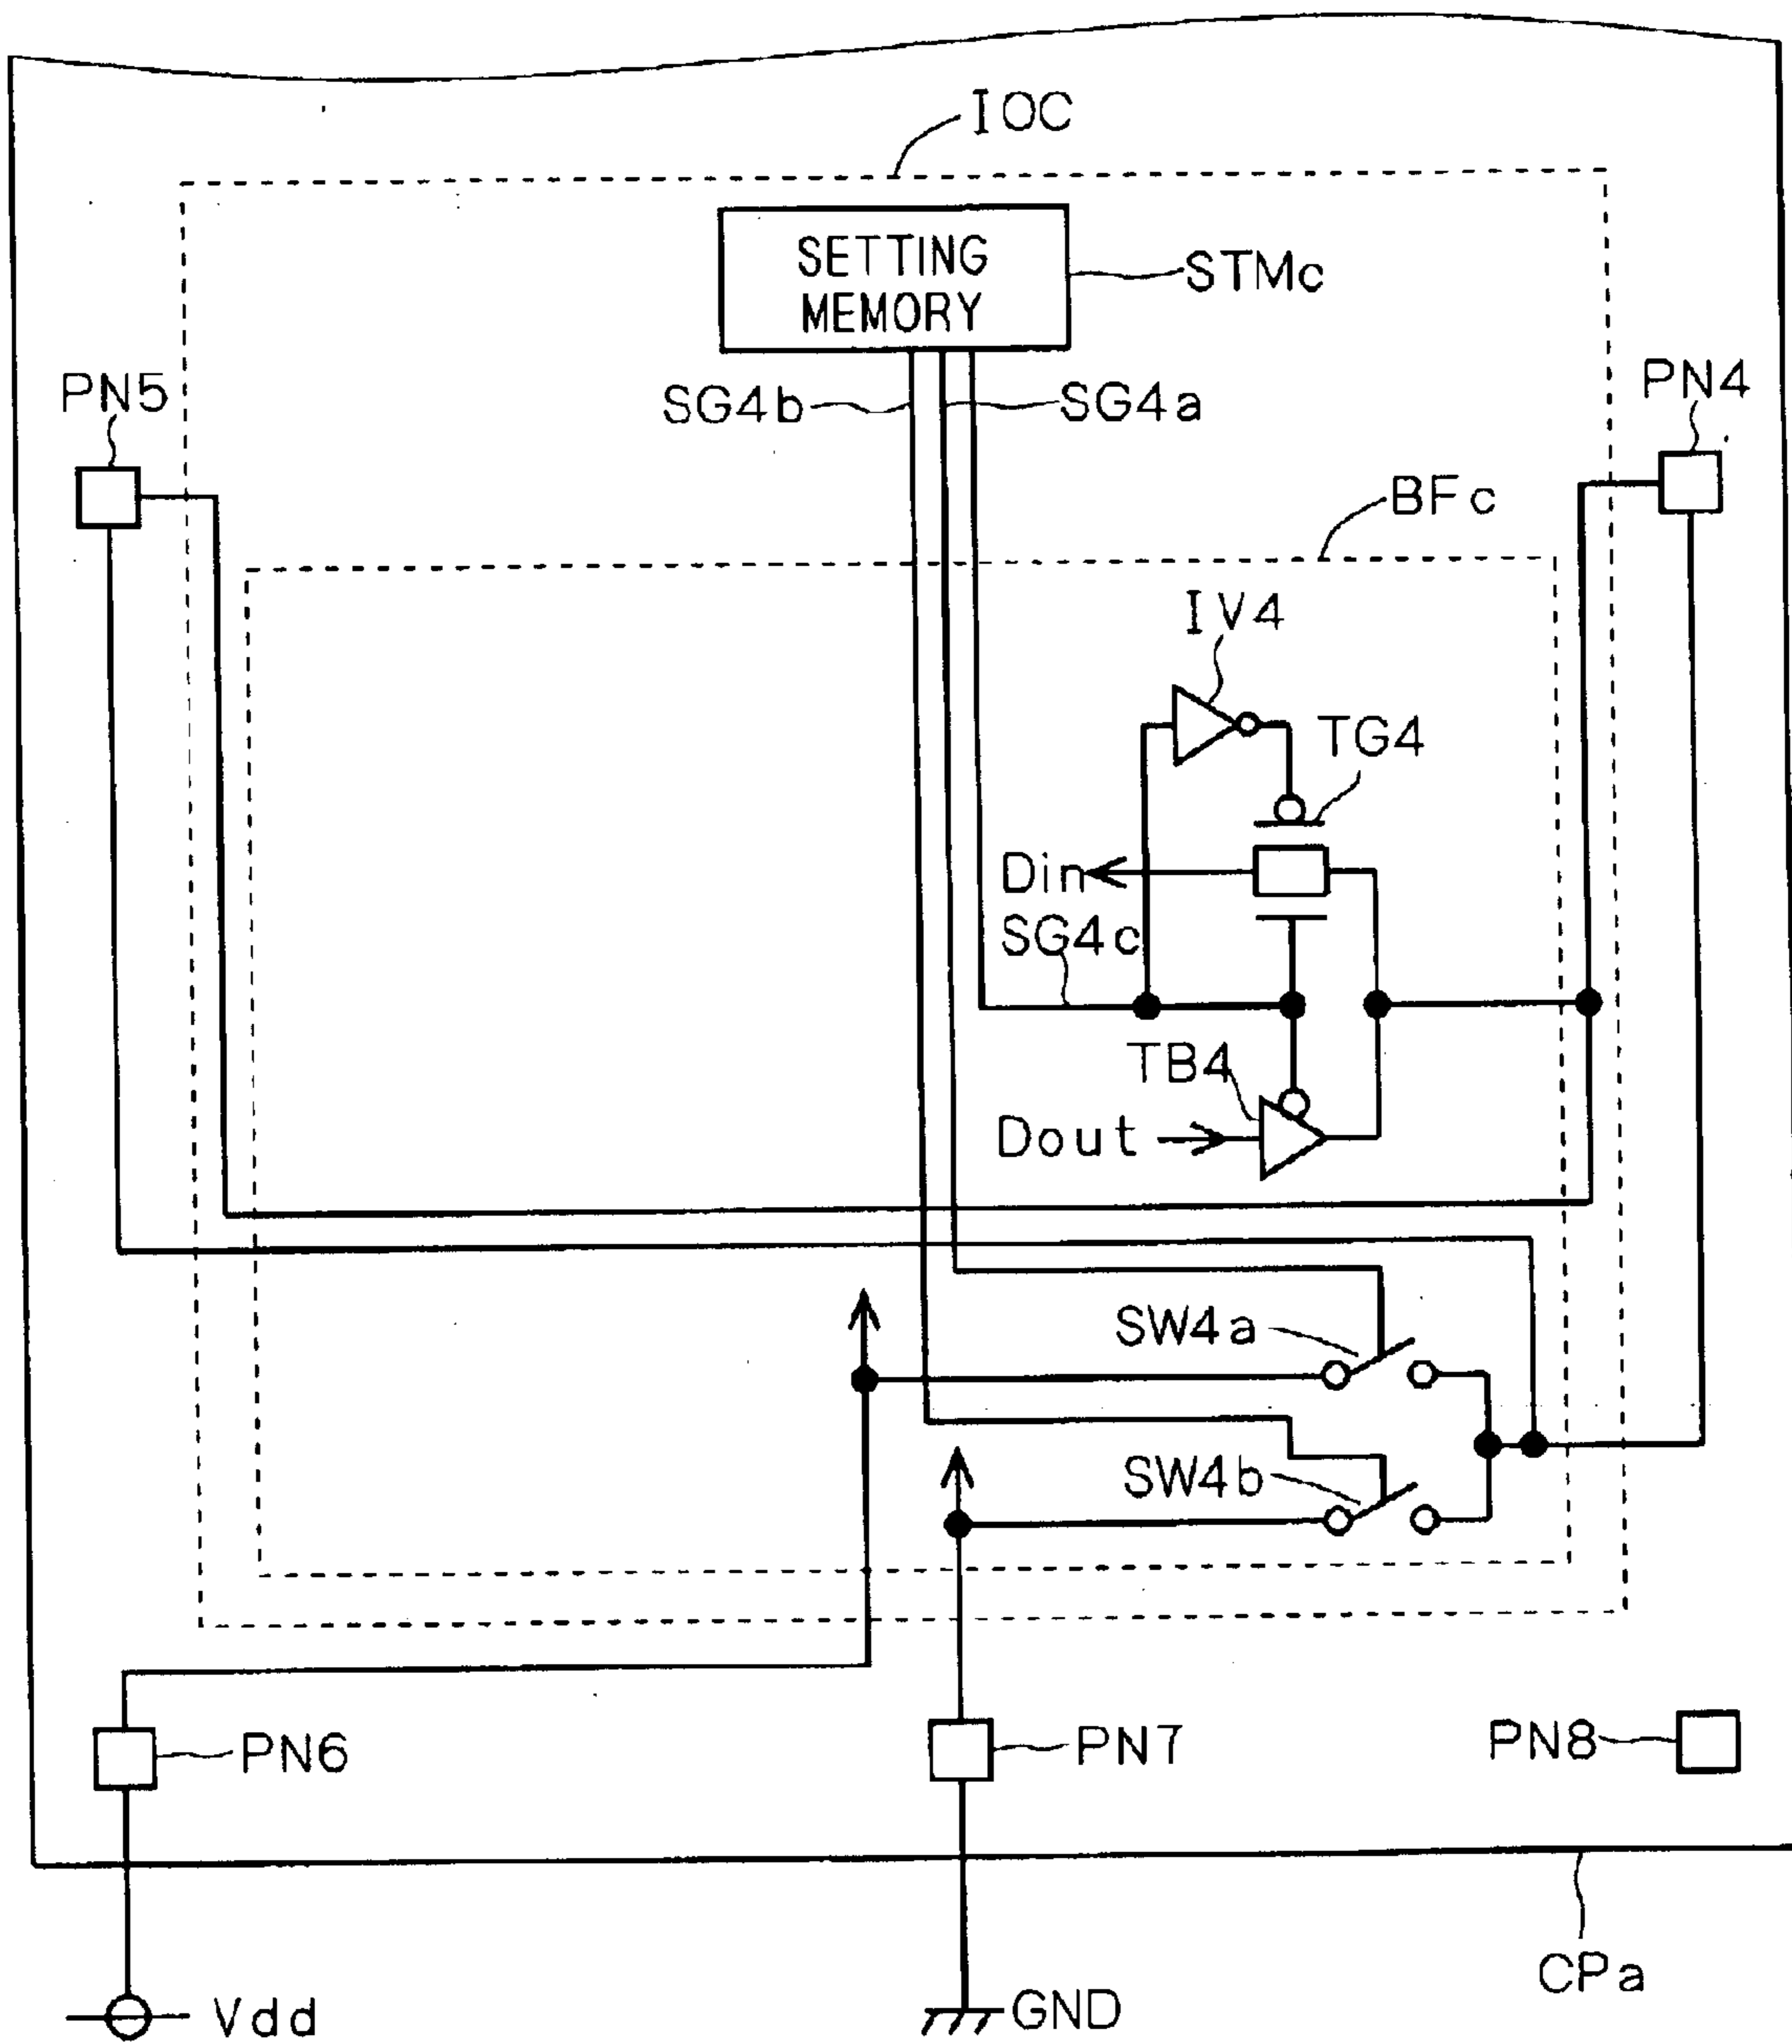 IOC
SETTING
MEMORY
STMc
PN5
SG4b
SG4a
PN4
BFc
IV4
TG4
Din
SG4c
TB4
Dout
SW4a
SW4b
PN6
PN7
PN8
CPa
Vdd
GND